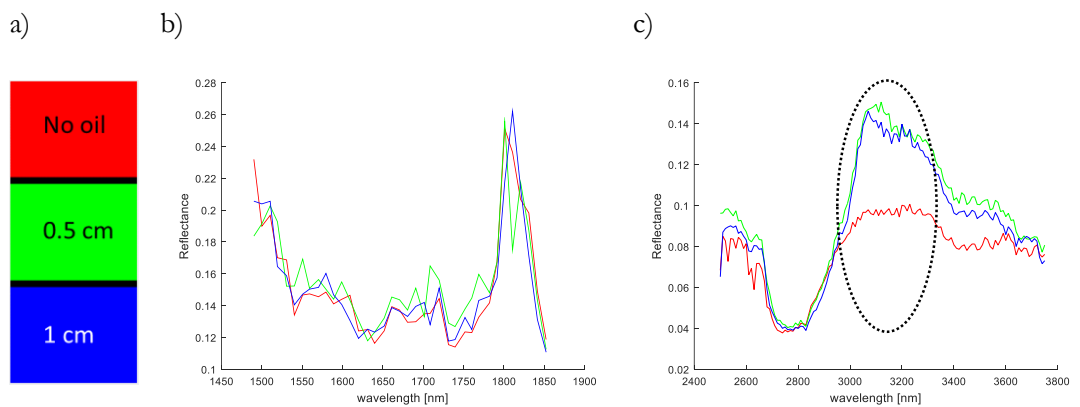 a)
b)
c)
No oil
0.5 cm
1 cm
0.28
0.26
0.24
0.22
0.2
0.18
0.16
0.14
0.12
0.1
Reflectance
1450 1500 1550 1600 1650 1700 1750 1800 1850 1900
wavelength [nm]
0.16
0.14
0.12
0.1
0.08
0.06
0.04
0.02
Reflectance
2400 2600 2800 3000 3200 3400 3600 3800
wavelength [nm]